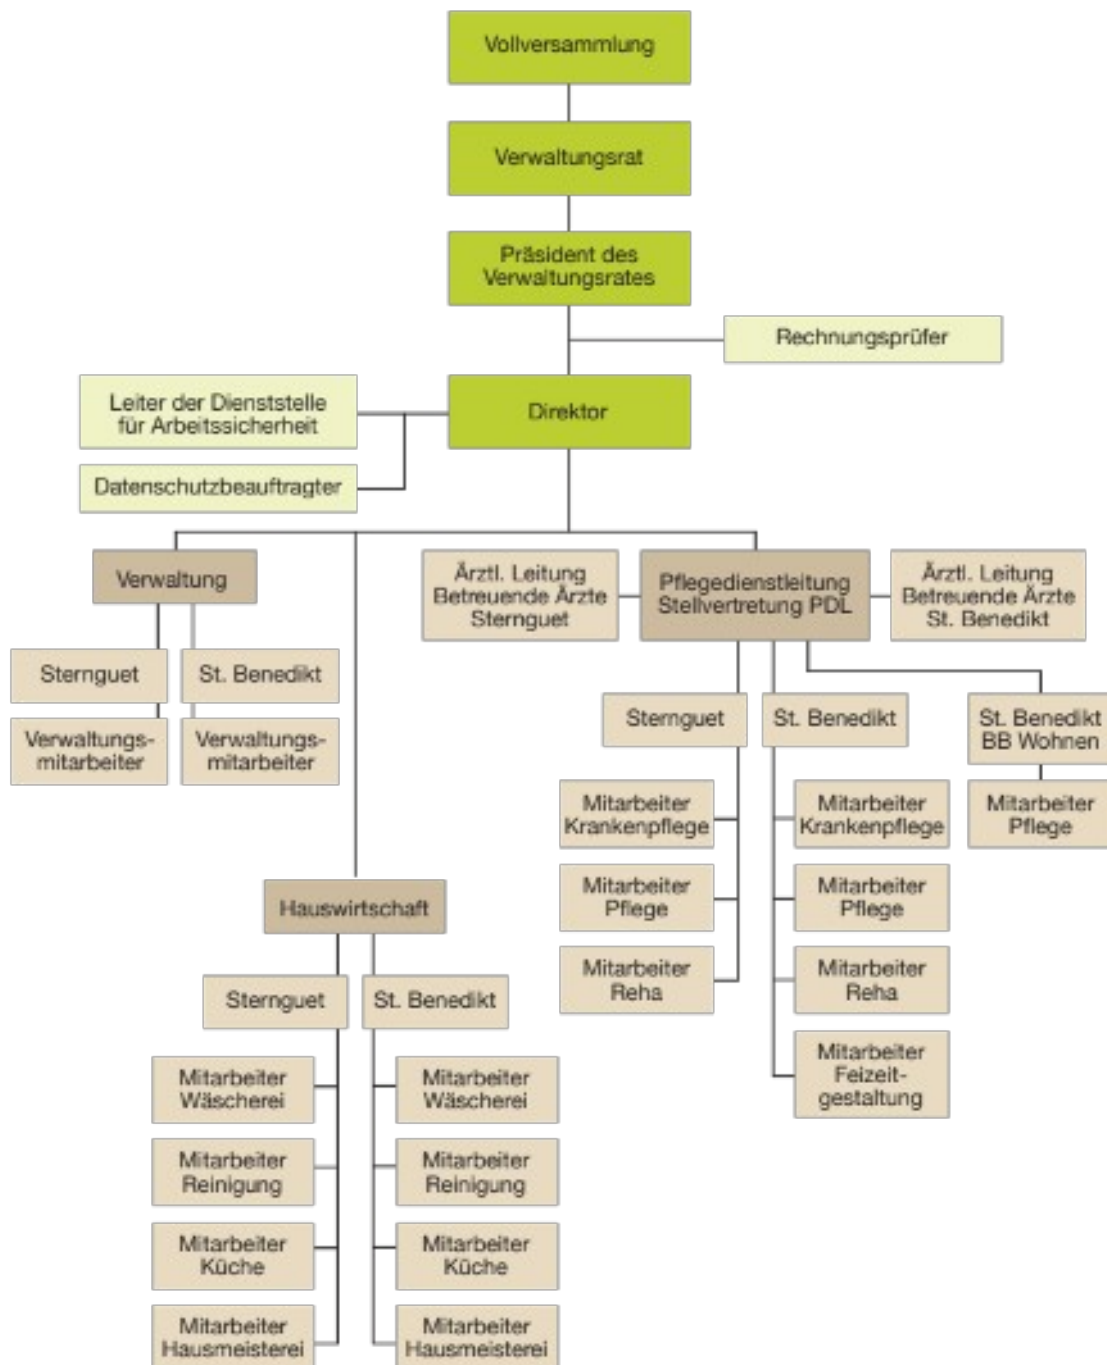 Vollversammlung
Verwaltungsrat
Präsident des
Verwaltungsrates
Rechnungsprüfer
Leiter der Dienststelle
für Arbeitssicherheit
Direktor
Datenschutzbeauftragter
Verwaltung
Sternguet
St. Benedikt
Verwaltungs-
mitarbeiter
Verwaltungs-
mitarbeiter
Ärztl. Leitung
Betreuende Ärzte
Sternguet
Pflegedienstleitung
Stellvertretung PDL
Ärztl. Leitung
Betreuende Ärzte
St. Benedikt
Sternguet
St. Benedikt
St. Benedikt
BB Wohnen
Mitarbeiter
Krankenpflege
Mitarbeiter
Krankenpflege
Mitarbeiter
Pflege
Mitarbeiter
Pflege
Mitarbeiter
Pflege
Mitarbeiter
Reha
Mitarbeiter
Reha
Mitarbeiter
Feizeit-
gestaltung
Hauswirtschaft
Sternguet
St. Benedikt
Mitarbeiter
Wäscherei
Mitarbeiter
Wäscherei
Mitarbeiter
Reinigung
Mitarbeiter
Reinigung
Mitarbeiter
Küche
Mitarbeiter
Küche
Mitarbeiter
Hausmeisterei
Mitarbeiter
Hausmeisterei